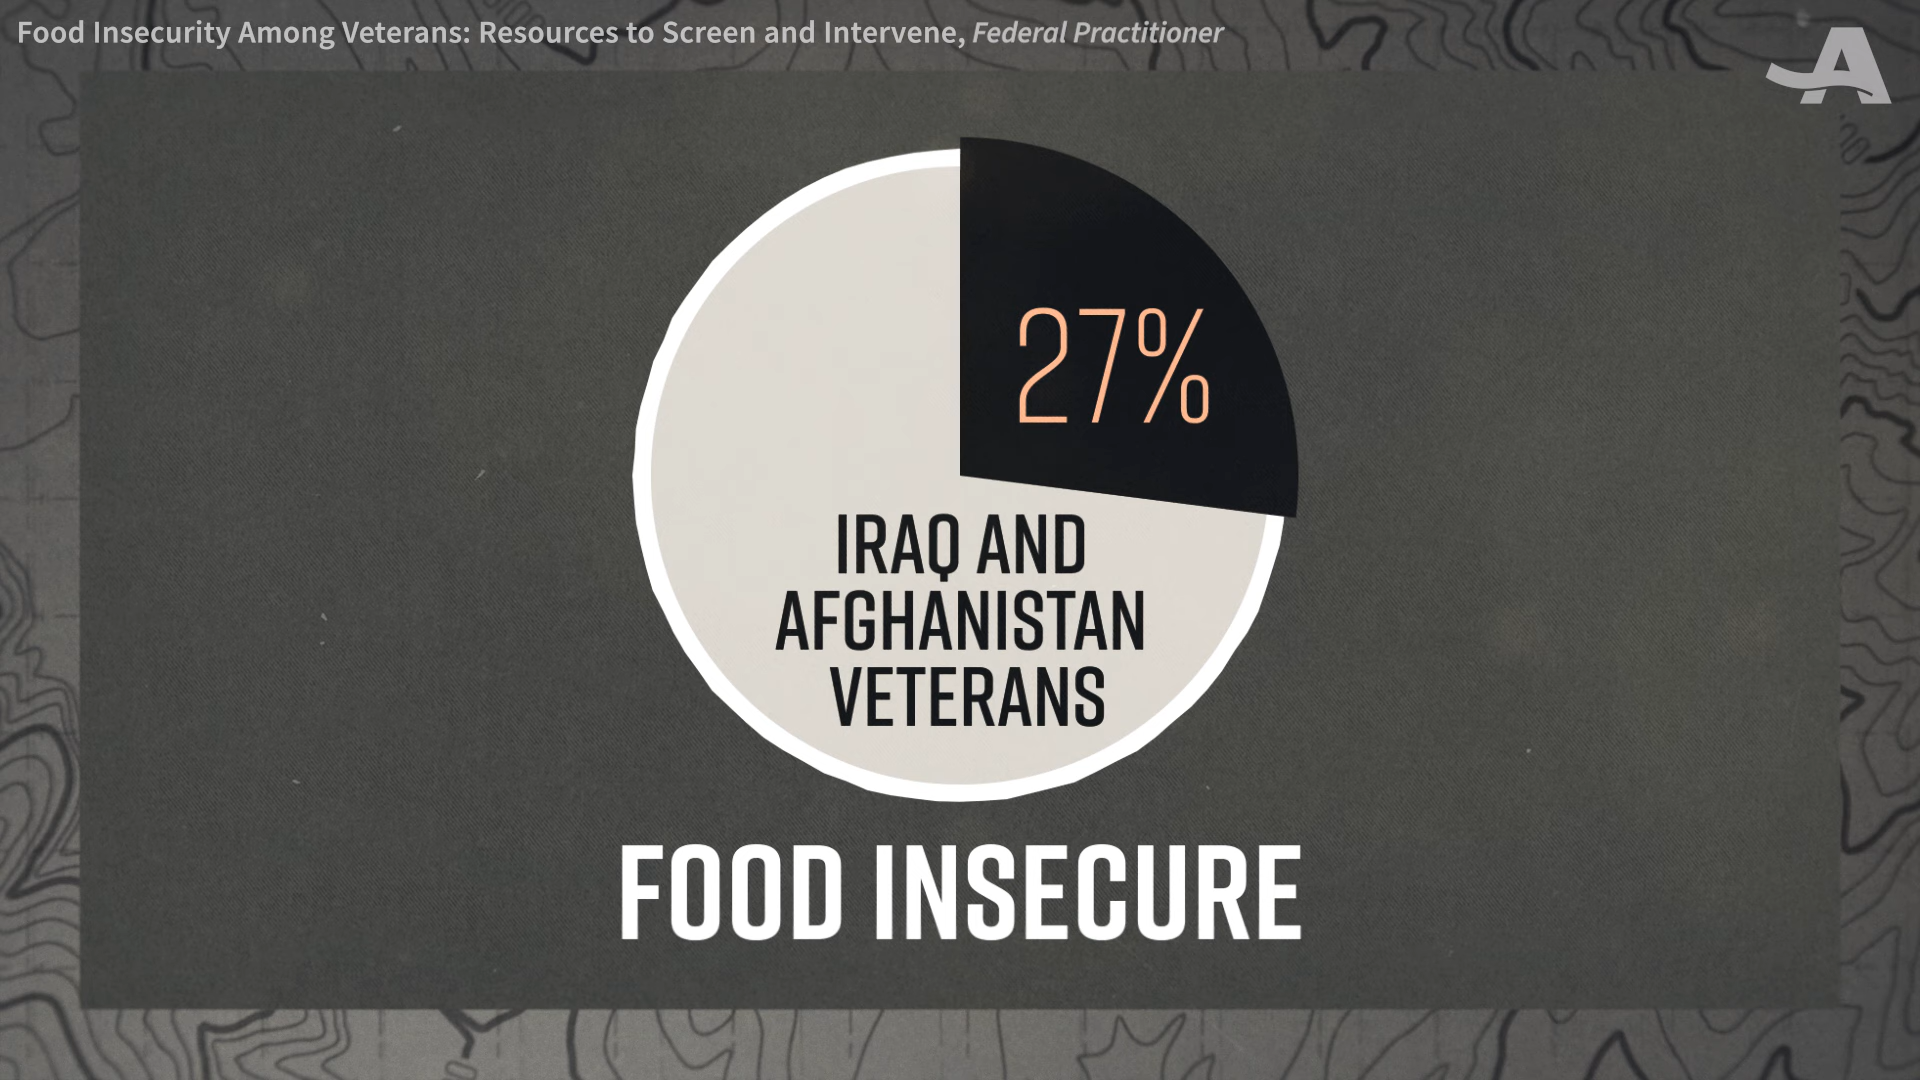 Food Insecurity Among Veterans: Resources to Screen and Intervene, Federal Practitioner
27%
IRAQ AND
AFGHANISTAN
VETERANS
FOOD INSECURE